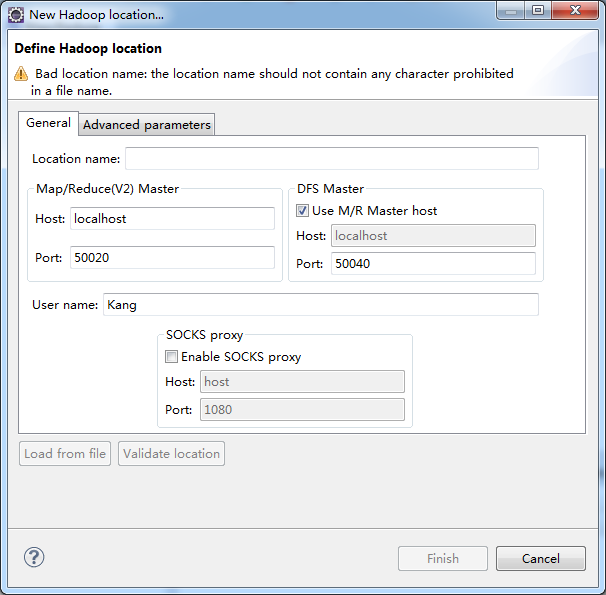 New Hadoop location...
Define Hadoop location
Bad location name: the location name should not contain any character prohibited
in a file name.
General
Advanced parameters
Location name:
Map/Reduce(V2) Master
Host: localhost
Port: 50020
DFS Master
Use M/R Master host
Host: localhost
Port: 50040
User name: Kang
SOCKS proxy
Enable SOCKS proxy
Host: host
Port: 1080
Load from file
Validate location
?
Finish
Cancel